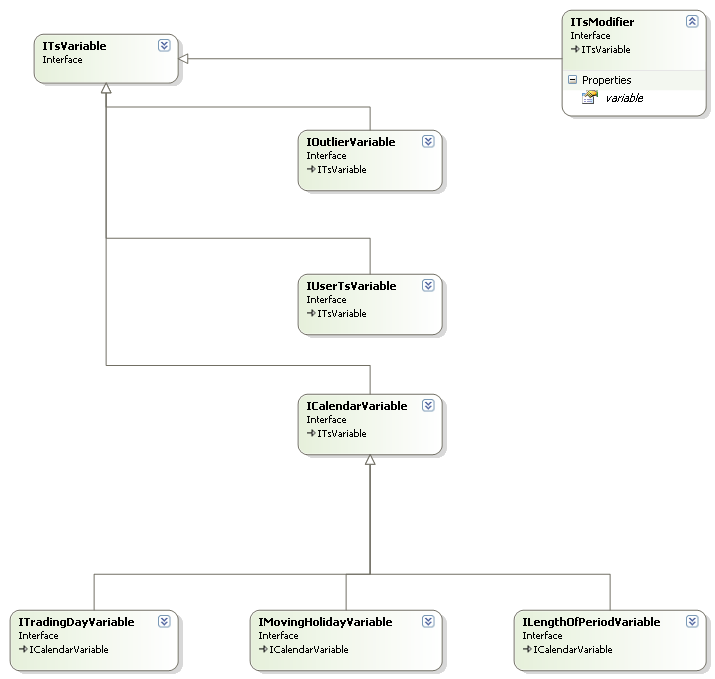 ITsVariable
Interface
ITsModifier
Interface
ITsVariable
Properties
variable
IOutlierVariable
Interface
ITsVariable
IUserTsVariable
Interface
ITsVariable
ICalendarVariable
Interface
ITsVariable
ITradingDayVariable
Interface
ICalendarVariable
IMovingHolidayVariable
Interface
ICalendarVariable
ILengthOfPeriodVariable
Interface
ICalendarVariable